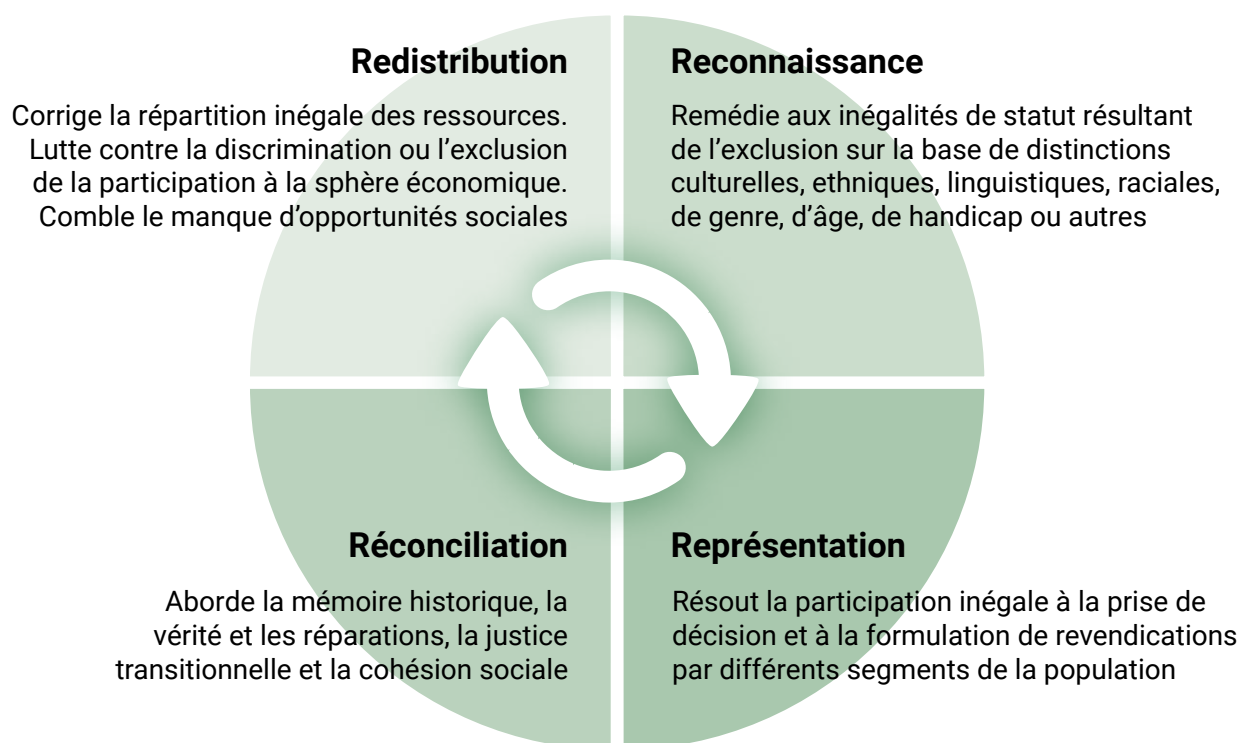 Redistribution
Corrige la répartition inégale des ressources.
Lutte contre la discrimination ou l’exclusion
de la participation à la sphère économique.
Comble le manque d’opportunités sociales
Reconnaissance
Remédie aux inégalités de statut résultant
de l’exclusion sur la base de distinctions
culturelles, ethniques, linguistiques, raciales,
de genre, d’âge, de handicap ou autres
Réconciliation
Aborde la mémoire historique, la
vérité et les réparations, la justice
transitionnelle et la cohésion sociale
Représentation
Résout la participation inégale à la prise de
décision et à la formulation de revendications
par différents segments de la population